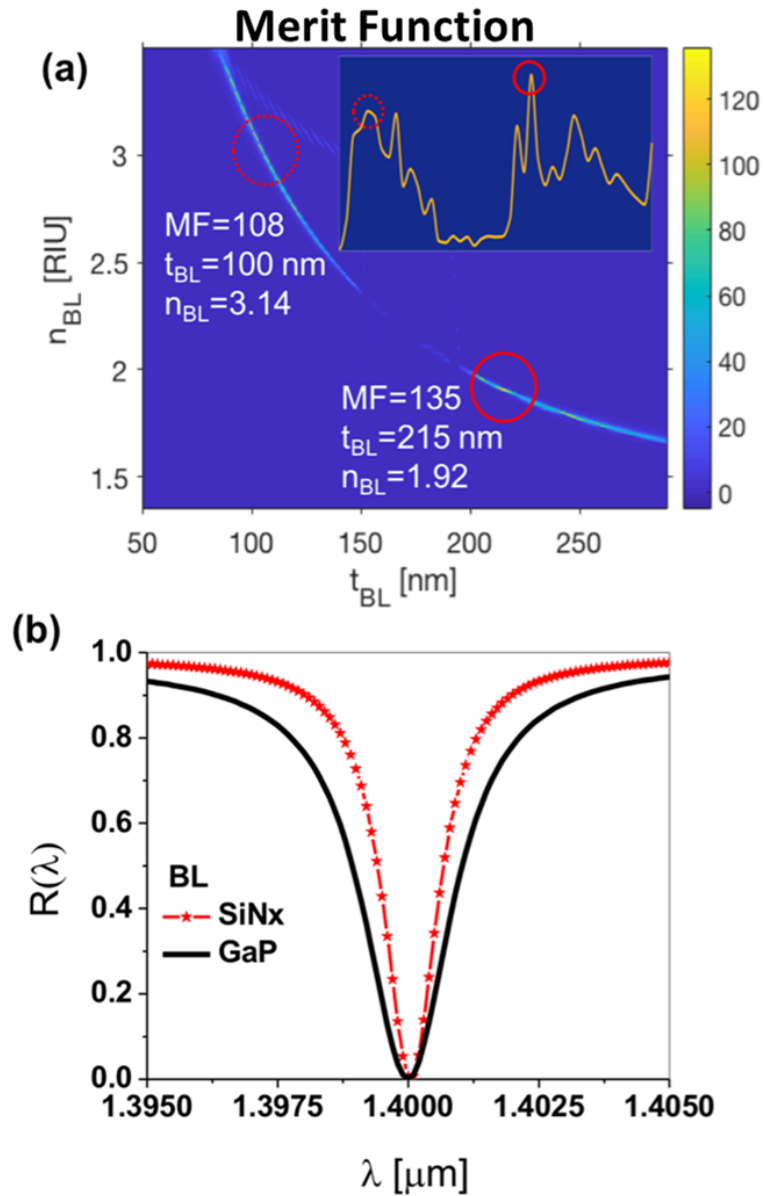 Merit Function
(a)
n_BL [RIU]
3
2.5
2
1.5
MF=108
t_BL=100 nm
n_BL=3.14
MF=135
t_BL=215 nm
n_BL=1.92
120
100
80
60
40
20
0
50 100 150 200 250
t_BL [nm]
(b)
R(λ)
1.0
0.8
0.6
0.4
0.2
0.0
BL
SiNx
GaP
1.3950 1.3975 1.4000 1.4025 1.4050
λ [μm]